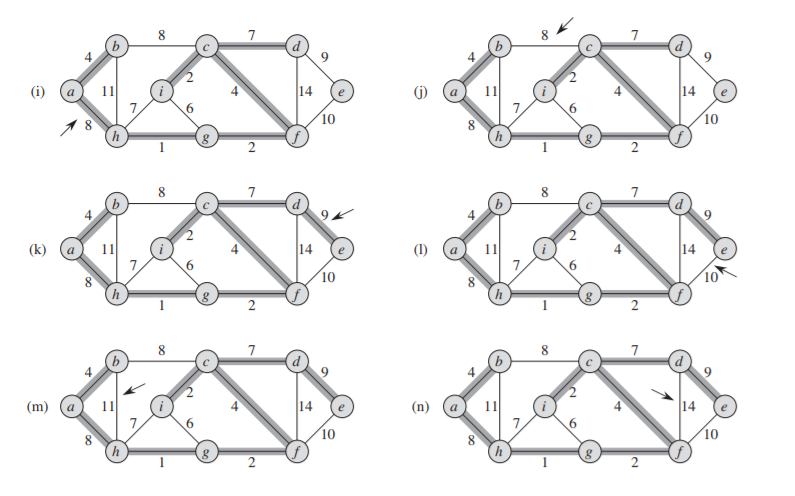 8 7 8 7
b c d b c d
4 9 4 9
2 2
(i) a 11 i 4 14 e (j) a 11 i 4 14 e
7 6 7 6
8 10 8 10
h g f h g f
1 2 1 2
8 7 8 7
b c d b c d
4 9 4 9
2 2
(k) a 11 i 4 14 e (l) a 11 i 4 14 e
7 6 7 6
8 10 8 10
h g f h g f
1 2 1 2
8 7 8 7
b c d b c d
4 9 4 9
2 2
(m) a 11 i 4 14 e (n) a 11 i 4 14 e
7 6 7 6
8 10 8 10
h g f h g f
1 2 1 2